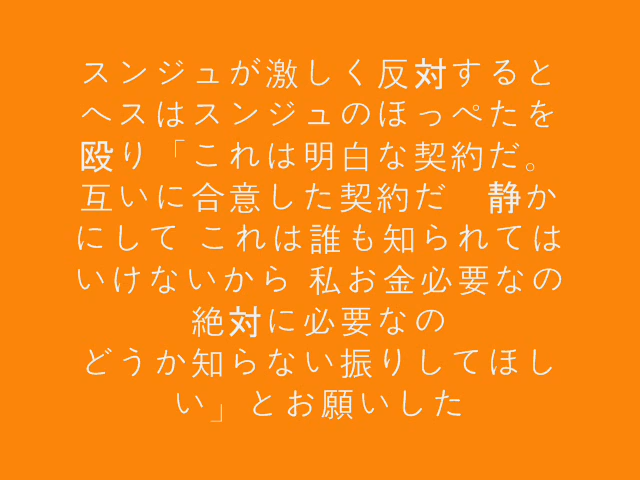 スンジュが激しく反対すると
ヘスはスンジュのほっぺたを
殴り「これは明白な契約だ。
互いに合意した契約だ　静か
にして これは誰も知られては
いけないから 私お金必要なの
絶対に必要なの
どうか知らない振りしてほし
い」とお願いした